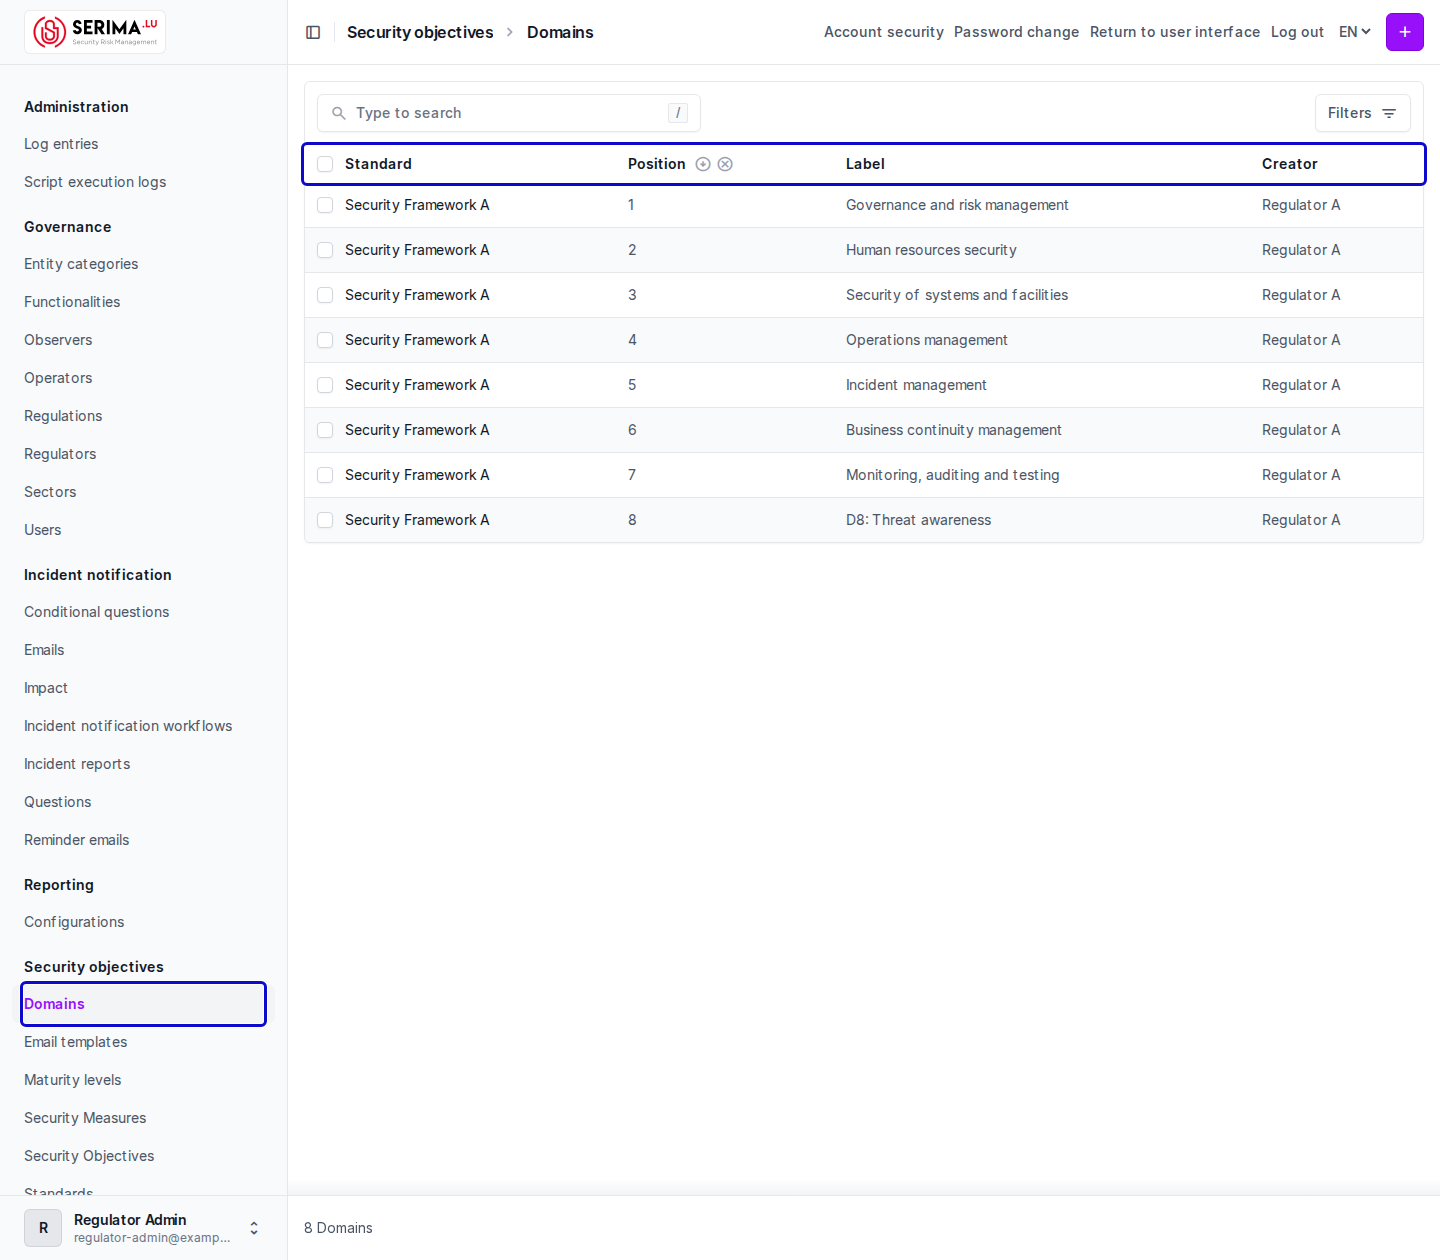 SERIMA.LU
Security Risk Management
Security objectives > Domains
Account security Password change Return to user interface Log out EN +
Administration
Log entries
Script execution logs
Governance
Entity categories
Functionalities
Observers
Operators
Regulations
Regulators
Sectors
Users
Incident notification
Conditional questions
Emails
Impact
Incident notification workflows
Incident reports
Questions
Reminder emails
Reporting
Configurations
Security objectives
Domains
Email templates
Maturity levels
Security Measures
Security Objectives
Standards
R Regulator Admin
regulator-admin@examp...
Type to search /
Filters
Standard Position Label Creator
Security Framework A 1 Governance and risk management Regulator A
Security Framework A 2 Human resources security Regulator A
Security Framework A 3 Security of systems and facilities Regulator A
Security Framework A 4 Operations management Regulator A
Security Framework A 5 Incident management Regulator A
Security Framework A 6 Business continuity management Regulator A
Security Framework A 7 Monitoring, auditing and testing Regulator A
Security Framework A 8 D8: Threat awareness Regulator A
8 Domains